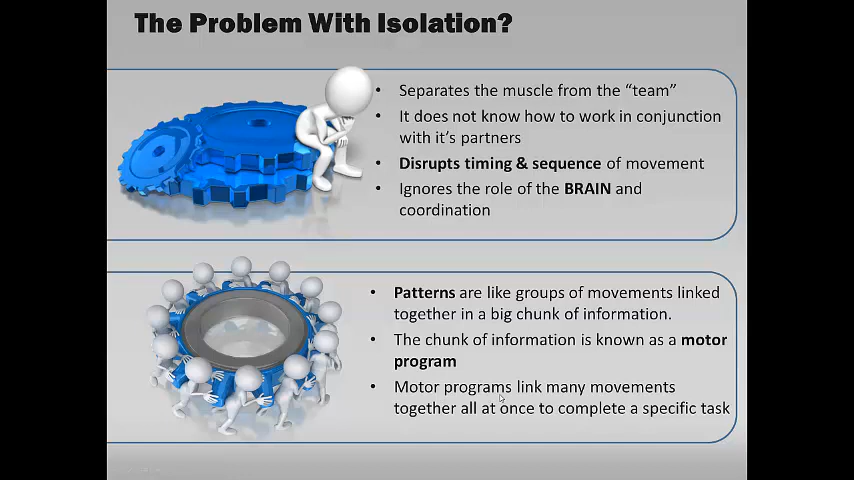 The Problem With Isolation?
• Separates the muscle from the “team”
• It does not know how to work in conjunction
with it’s partners
• Disrupts timing & sequence of movement
• Ignores the role of the BRAIN and
coordination
• Patterns are like groups of movements linked
together in a big chunk of information.
• The chunk of information is known as a motor
program
• Motor programs link many movements
together all at once to complete a specific task